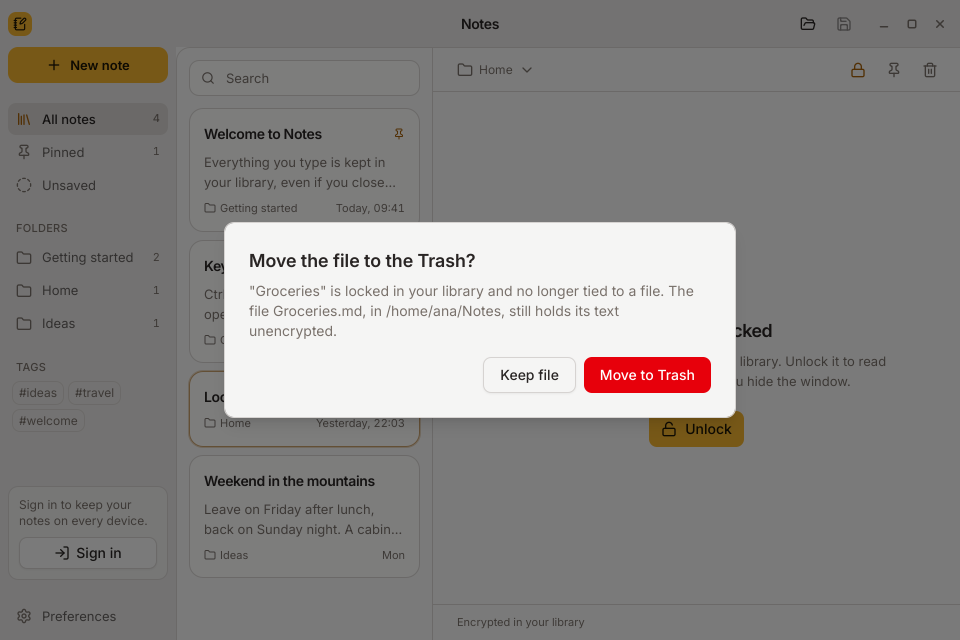 Notes
New note
All notes 4
Pinned 1
Unsaved
FOLDERS
Getting started 2
Home 1
Ideas 1
TAGS
#ideas #travel
#welcome
Sign in to keep your
notes on every device.
Sign in
Preferences
Search
Welcome to Notes
Everything you type is kept in
your library, even if you close...
Getting started Today, 09:41
Home Yesterday, 22:03
Weekend in the mountains
Leave on Friday after lunch,
back on Sunday night. A cabin...
Ideas Mon
Home
library. Unlock it to read
hide the window.
Unlock
Encrypted in your library
Move the file to the Trash?
"Groceries" is locked in your library and no longer tied to a file. The
file Groceries.md, in /home/ana/Notes, still holds its text
unencrypted.
Keep file Move to Trash